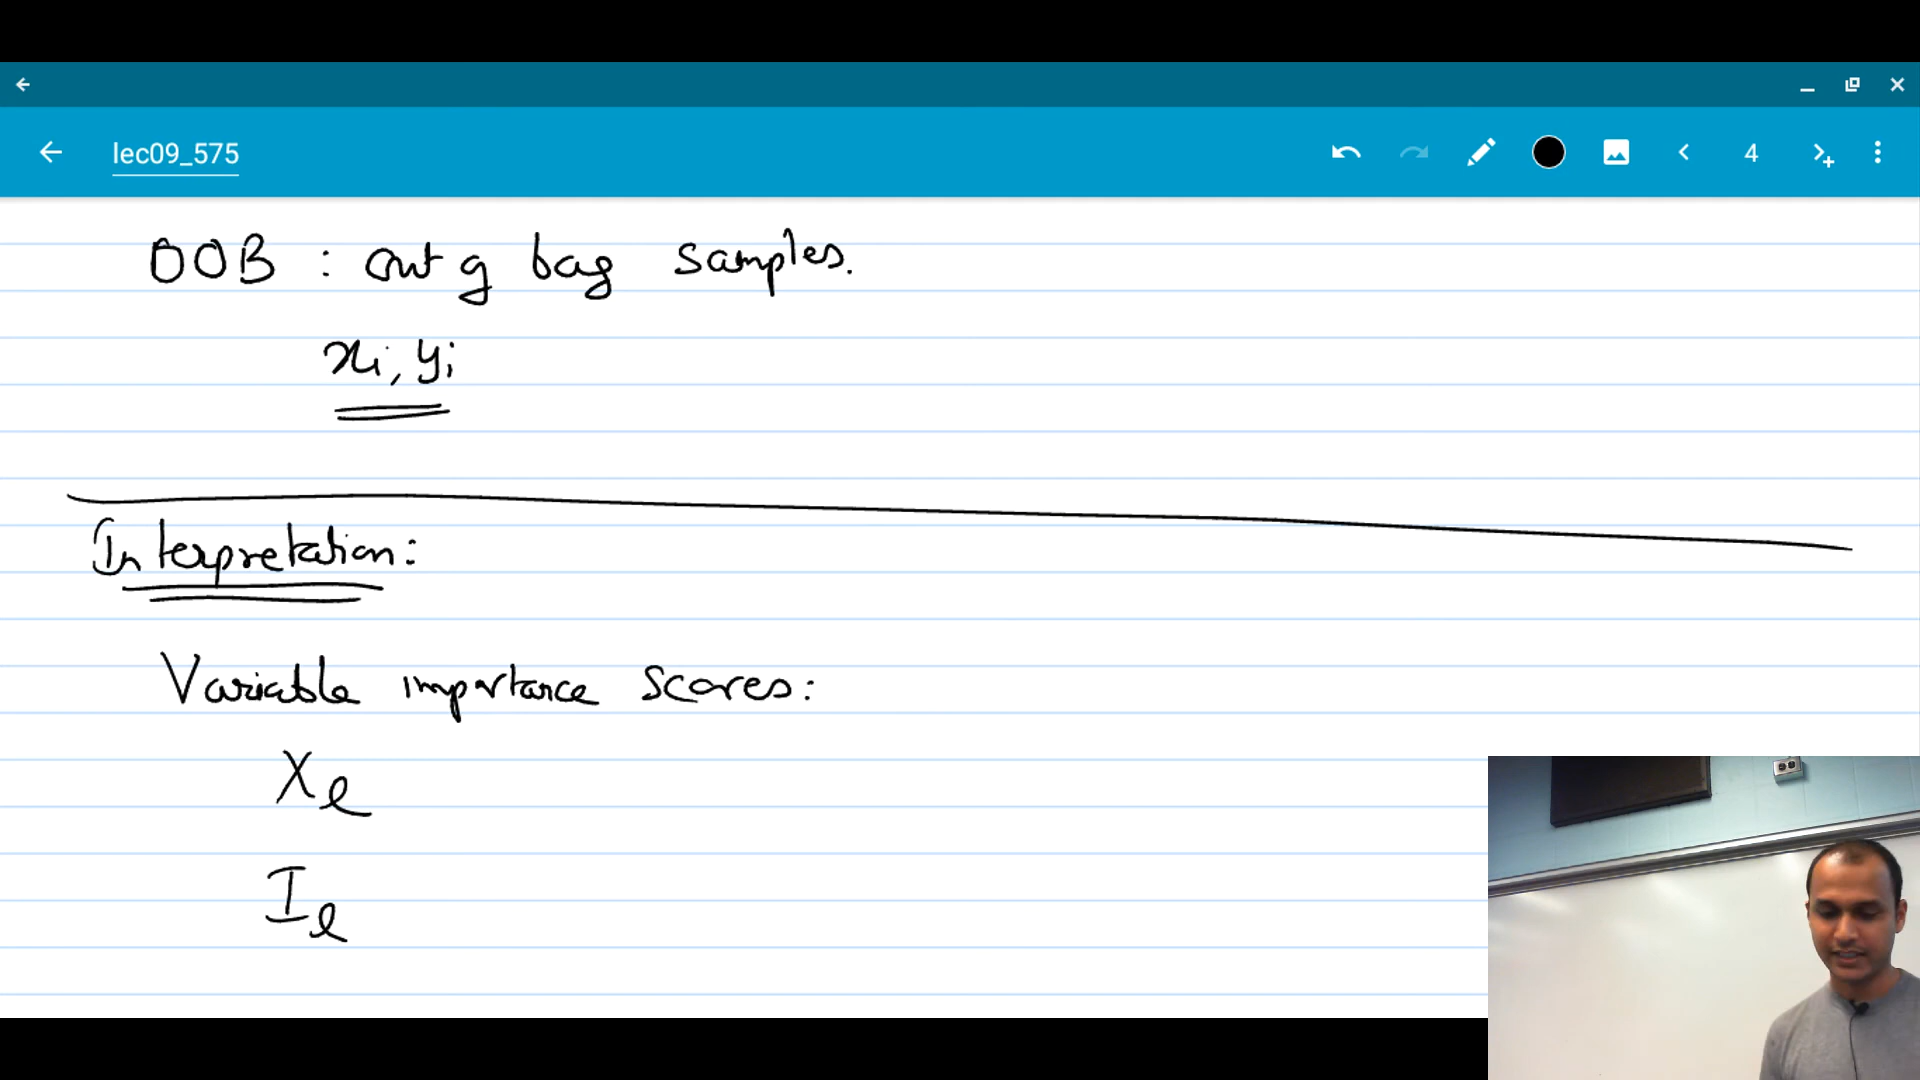 lec09_575
4
OOB : out of bag samples.
xi, yi
Interpretation:
Variable importance scores:
Xl
Il